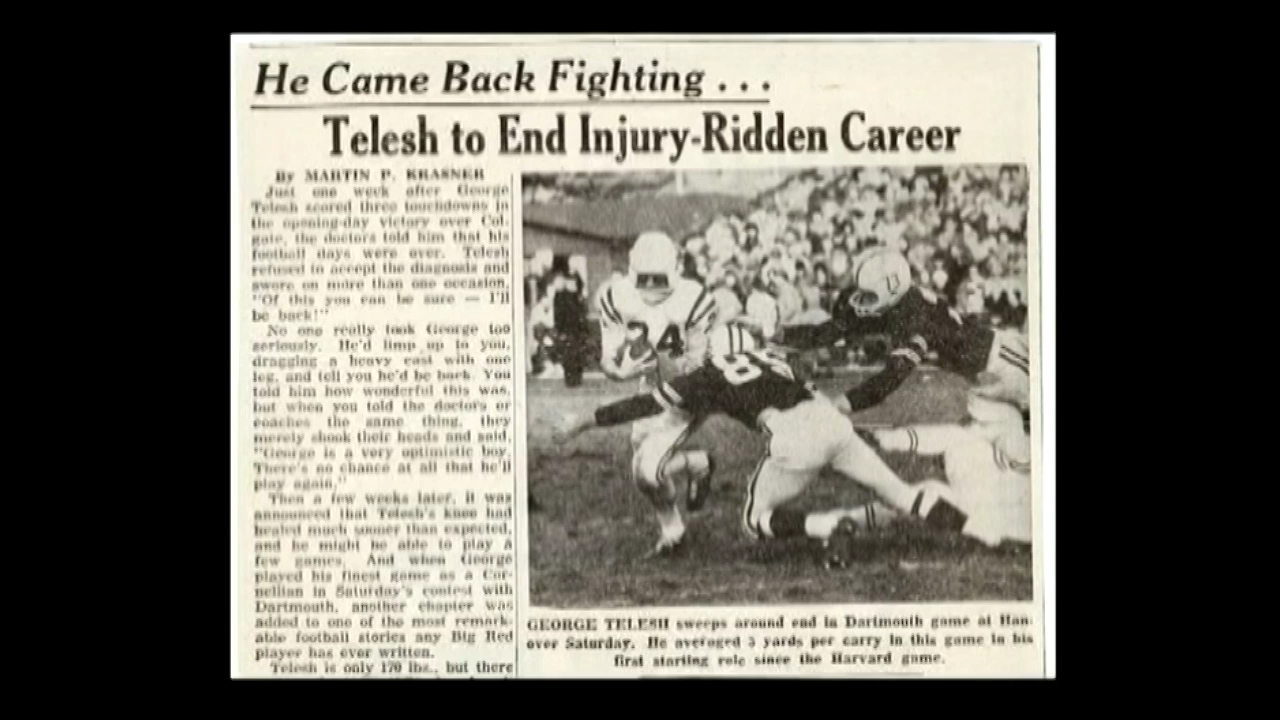 He Came Back Fighting . . .
Telesh to End Injury-Ridden Career
By MARTIN P. KRASNER
Just one week after George
Telesh scored three touchdowns in
the opening-day victory over Col-
gate, the doctors told him that his
football days were over. Telesh
refused to accept the diagnosis and
swore on more than one occasion,
"Of this you can be sure — I'll
be back!"
No one really took George too
seriously. He'd limp up to you,
dragging a heavy cast with one
leg, and tell you he'd be back. You
told him how wonderful this was,
but when you told the doctors or
coaches the same thing, they
merely shook their heads and said,
"George is a very optimistic boy.
There's no chance at all that he'll
play again."
Then a few weeks later, it was
announced that Telesh's knee had
healed much sooner than expected,
and he might be able to play a
few games. And when George
played his finest game as a Cor-
nellian in Saturday's contest with
Dartmouth, another chapter was
added to one of the most remark-
able football stories any Big Red
player has ever written.
Telesh is only 170 lbs., but there
24
8
D
GEORGE TELESH sweeps around end in Dartmouth game at Han-
over Saturday. He averaged 5 yards per carry in this game in his
first starting role since the Harvard game.